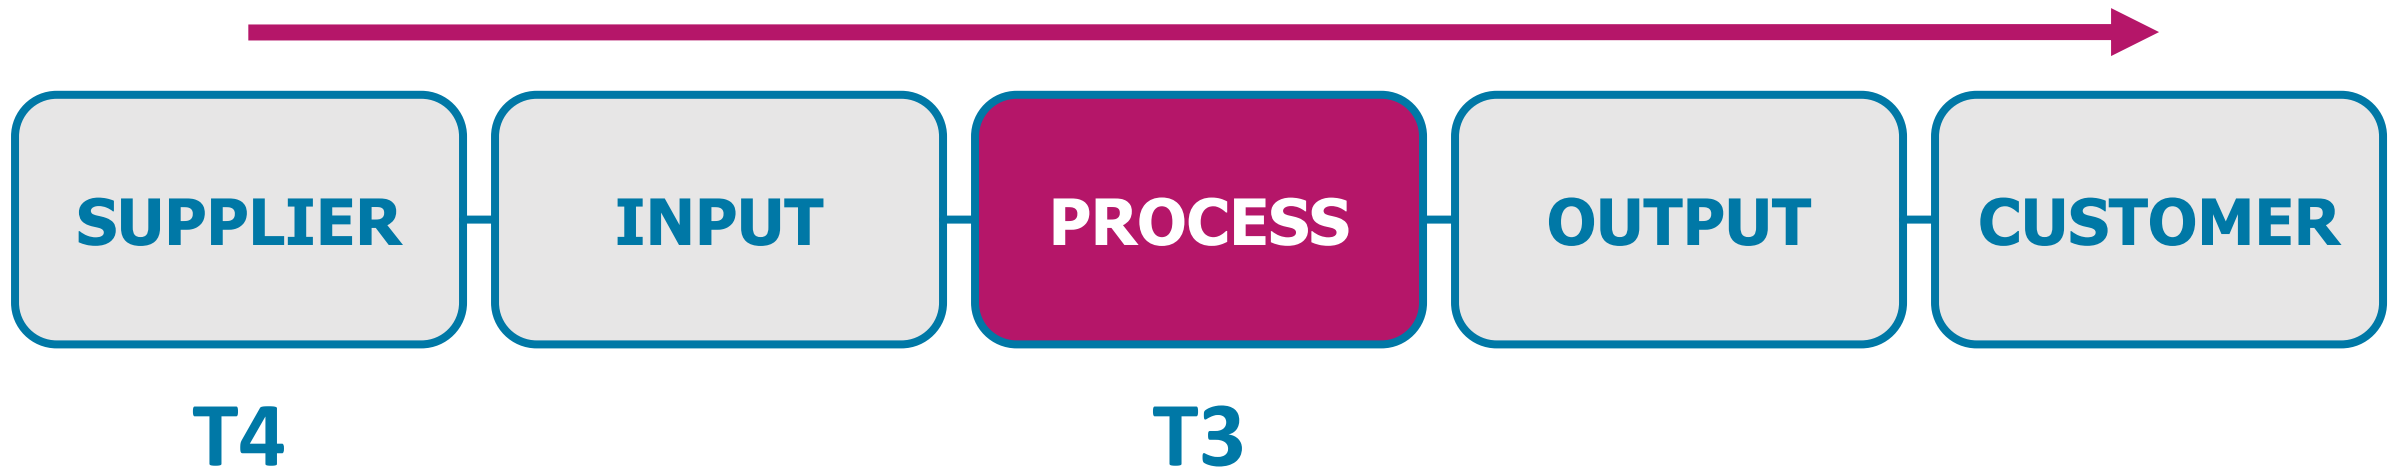 SUPPLIER INPUT PROCESS OUTPUT CUSTOMER
T4 T3